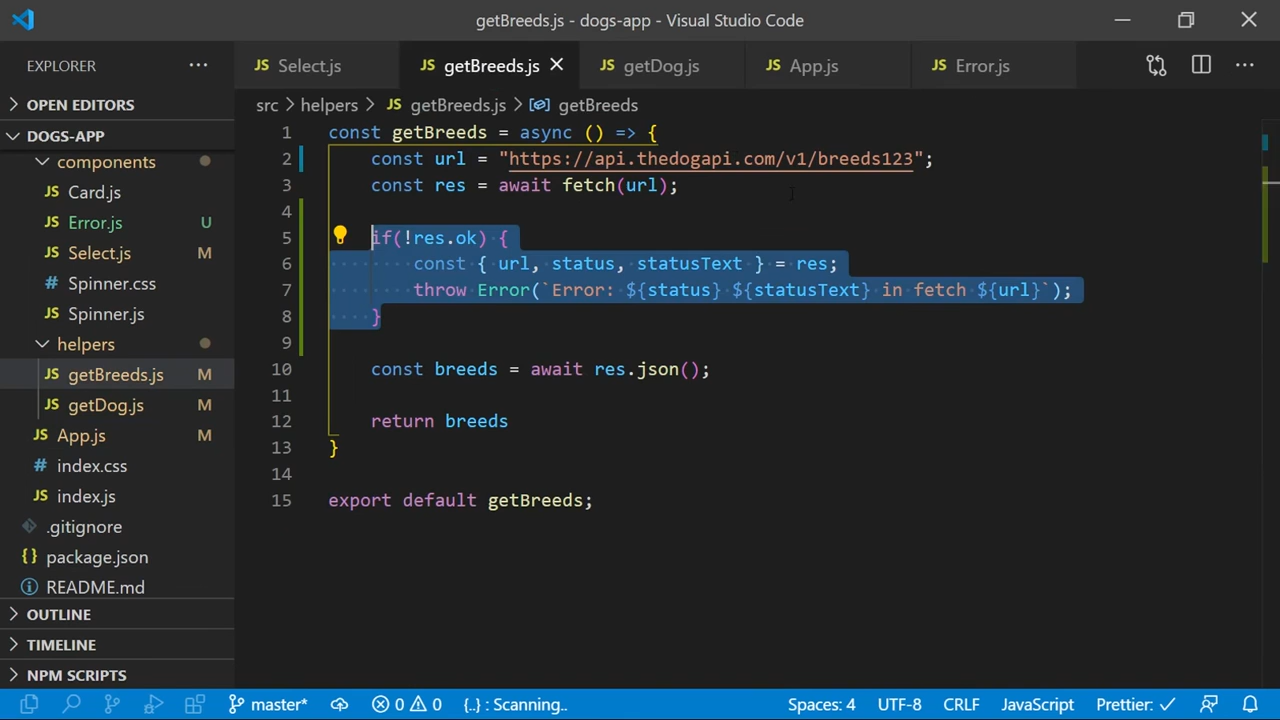 getBreeds.js - dogs-app - Visual Studio Code
EXPLORER
Select.js
getBreeds.js
getDog.js
App.js
Error.js
OPEN EDITORS
DOGS-APP
components
Card.js
Error.js U
Select.js
Spinner.css
Spinner.js
helpers
getBreeds.js M
getDog.js M
App.js M
index.css
index.js
.gitignore
package.json
README.md
OUTLINE
TIMELINE
NPM SCRIPTS
src > helpers > JS getBreeds.js > getBreeds
1 const getBreeds = async () => {
2 const url = "https://api.thedogapi.com/v1/breeds123";
3 const res = await fetch(url);
4
5 if(!res.ok) {
6 const { url, status, statusText } = res;
7 throw Error(`Error: ${status} ${statusText} in fetch ${url}`);
8 }
9
10 const breeds = await res.json();
11
12 return breeds
13 }
14
15 export default getBreeds;
master* 0 0 {..} : Scanning.. Spaces: 4 UTF-8 CRLF JavaScript Prettier: ✓